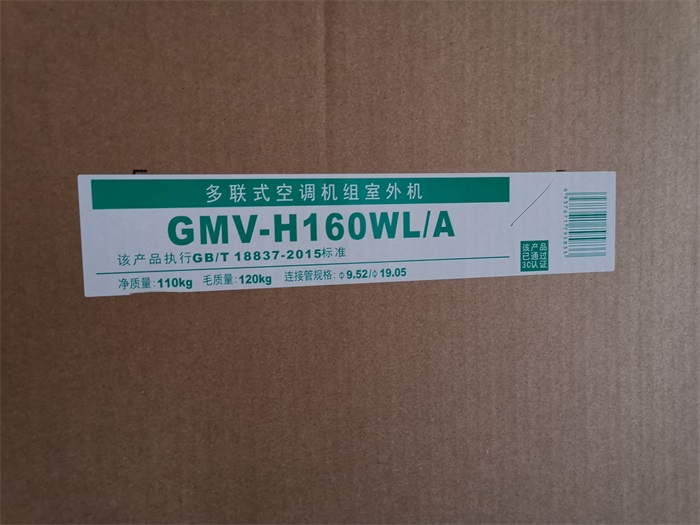 多联式空调机组室外机
GMV-H160WL/A
该产品执行GB/T 18837-2015标准
净质量: 110kg 毛质量: 120kg 连接管规格: Φ9.52/Φ19.05
该产品
已通过
3C认证